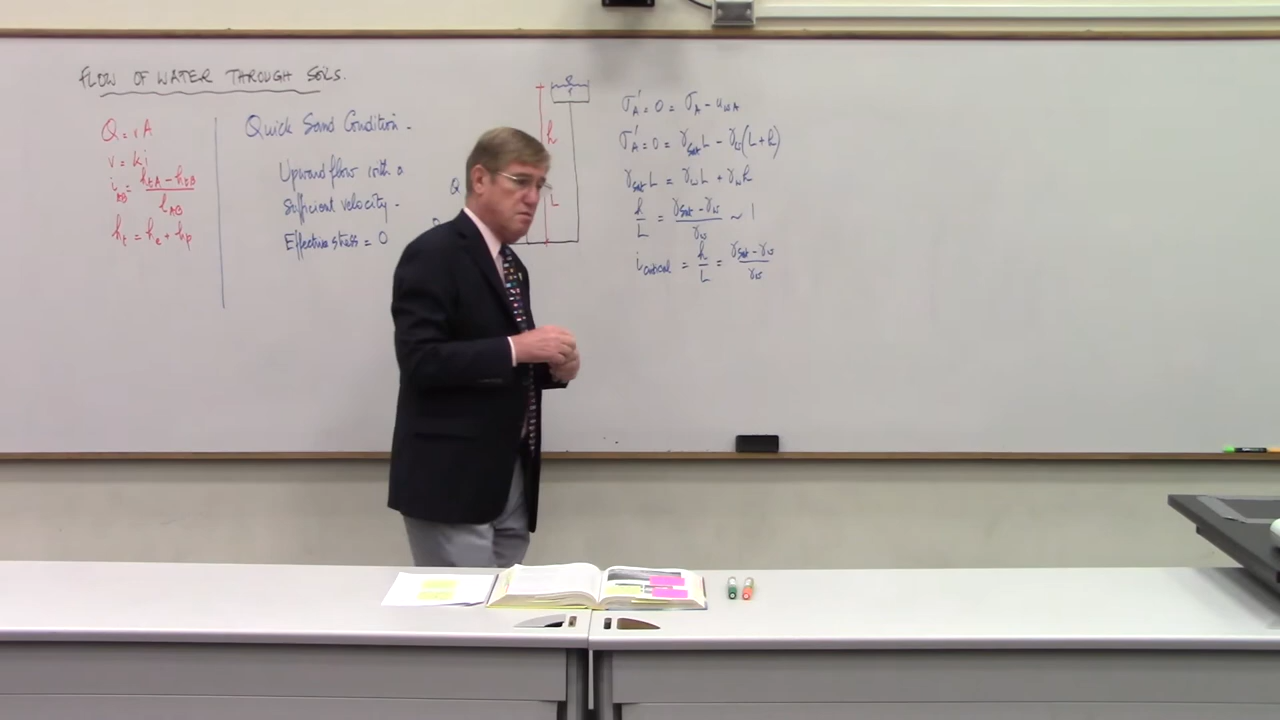 FLOW OF WATER THROUGH SOILS.
Q = vA
v = ki
i_AB = (h_tA - h_tB) / l_AB
h_t = h_e + h_p
Quick Sand Condition -
Upward flow with a
Sufficient velocity -
Effective stress = 0
Q
h
L
σ'_A = 0 = σ_A - u_wA
σ'_A = 0 = γ_sat L - γ_w (L + h)
γ_sat L = γ_w L + γ_w h
h/L = (γ_sat - γ_w) / γ_w ~ 1
i_critical = h/L = (γ_sat - γ_w) / γ_w